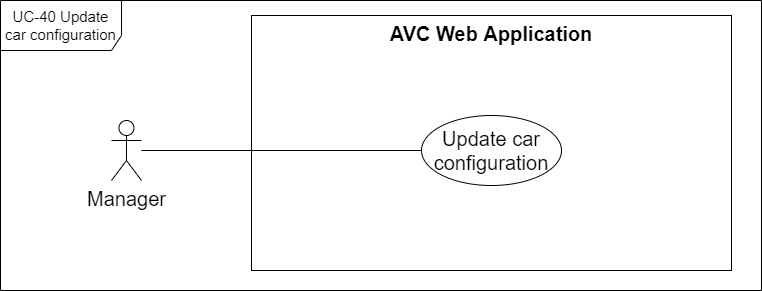 UC-40 Update
car configuration
AVC Web Application
Update car
configuration
Manager